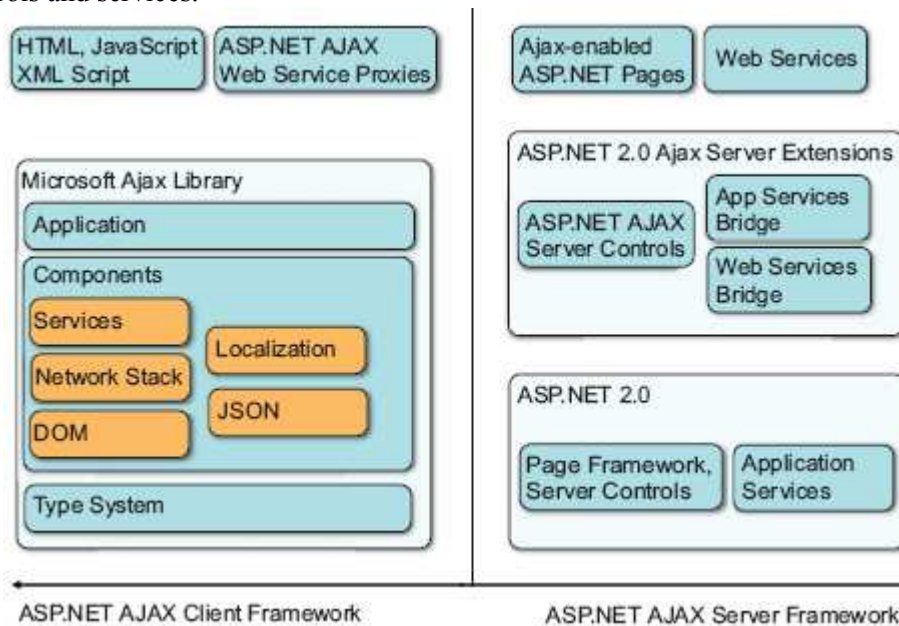 HTML, JavaScript
XML Script
ASP.NET AJAX
Web Service Proxies
Ajax-enabled
ASP.NET Pages
Web Services
Microsoft Ajax Library
Application
Components
Services
Network Stack
DOM
Localization
JSON
Type System
ASP.NET 2.0 Ajax Server Extensions
ASP.NET AJAX
Server Controls
App Services
Bridge
Web Services
Bridge
ASP.NET 2.0
Page Framework,
Server Controls
Application
Services
ASP.NET AJAX Client Framework
ASP.NET AJAX Server Framework